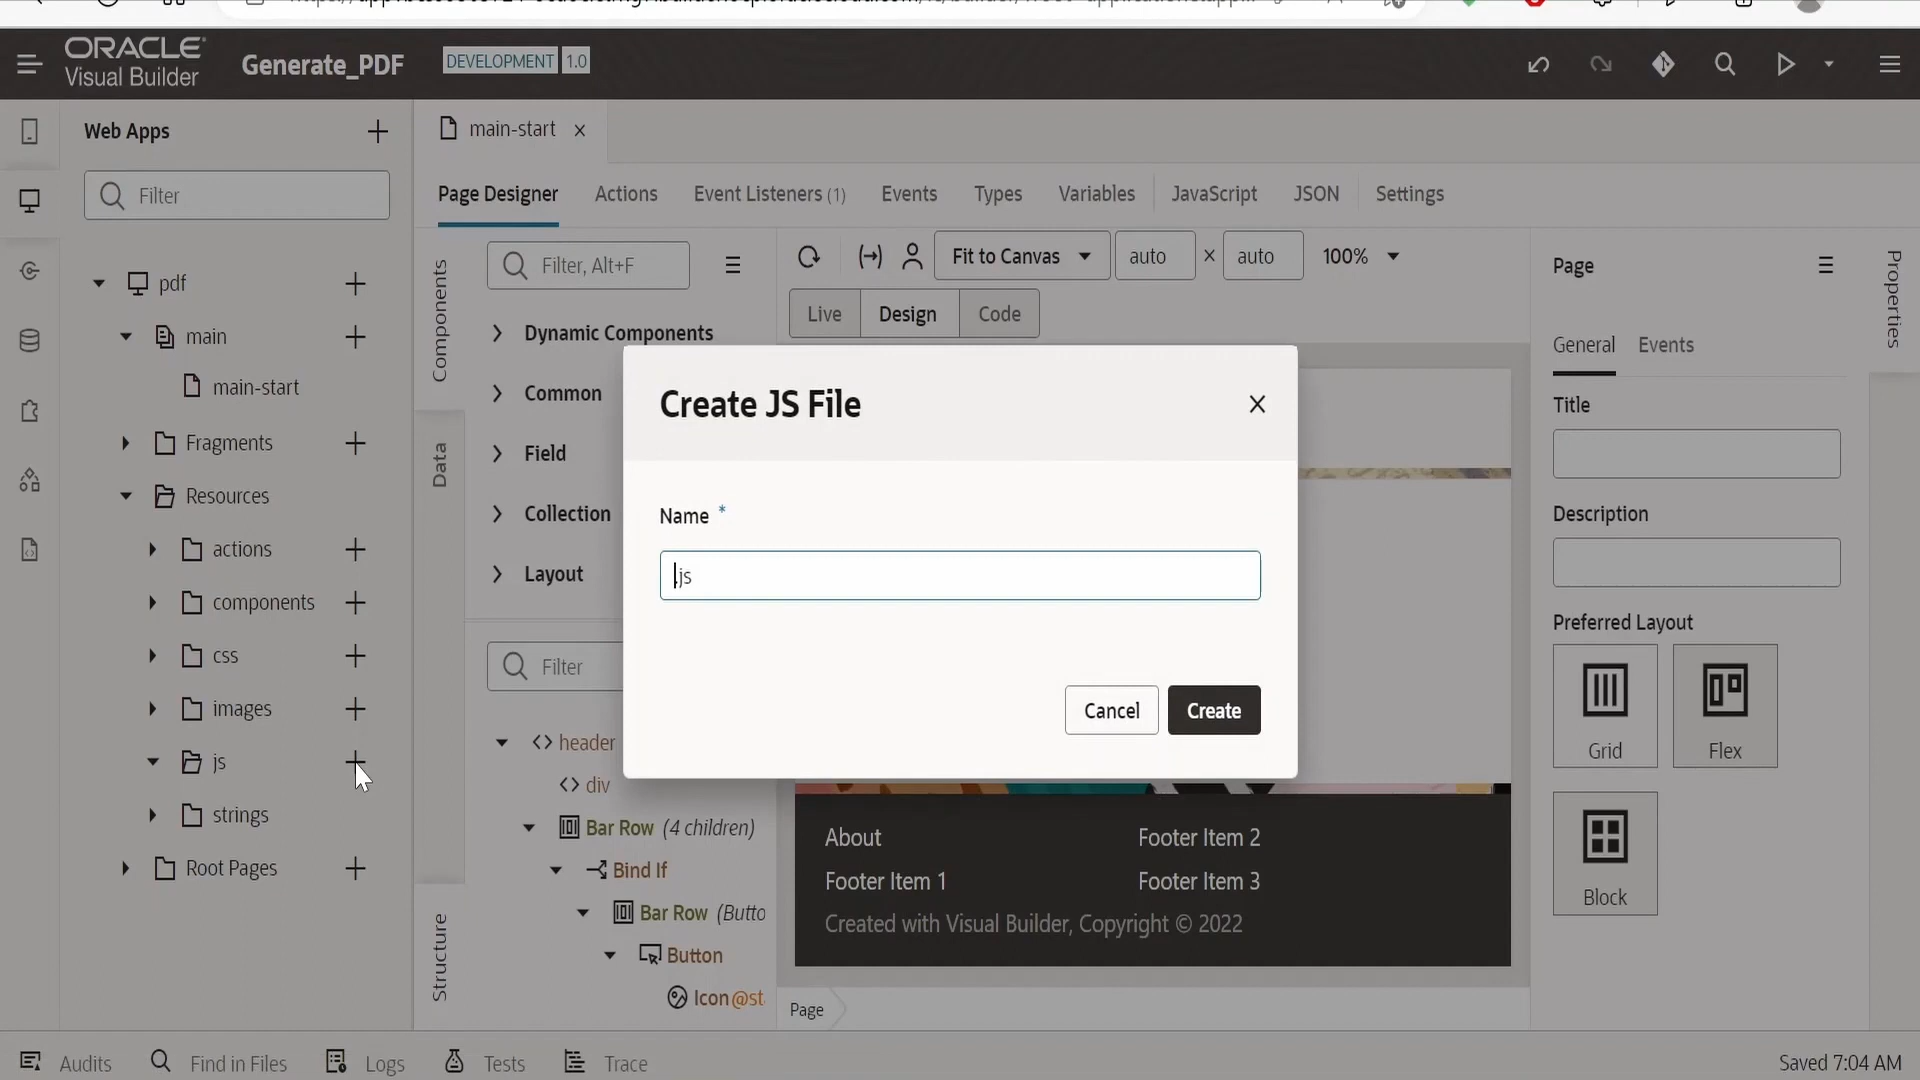 ORACLE
Visual Builder
Generate_PDF
DEVELOPMENT 1.0
Web Apps
main-start
Filter
Page Designer
Actions
Event Listeners (1)
Events
Types
Variables
JavaScript
JSON
Settings
Components
Filter, Alt+F
Fit to Canvas
auto
×
auto
100%
Page
Properties
pdf
main
main-start
Fragments
Resources
actions
components
css
images
js
strings
Root Pages
Live
Design
Code
Dynamic Components
Common
Field
Collection
Layout
Data
General
Events
Title
Description
Preferred Layout
Grid
Flex
Block
Create JS File
Name *
.js
Cancel
Create
Filter
header
div
Bar Row (4 children)
Bind If
Bar Row (Butto
Button
Icon@st
Structure
About
Footer Item 2
Footer Item 1
Footer Item 3
Created with Visual Builder, Copyright © 2022
Page
Audits
Find in Files
Logs
Tests
Trace
Saved 7:04 AM